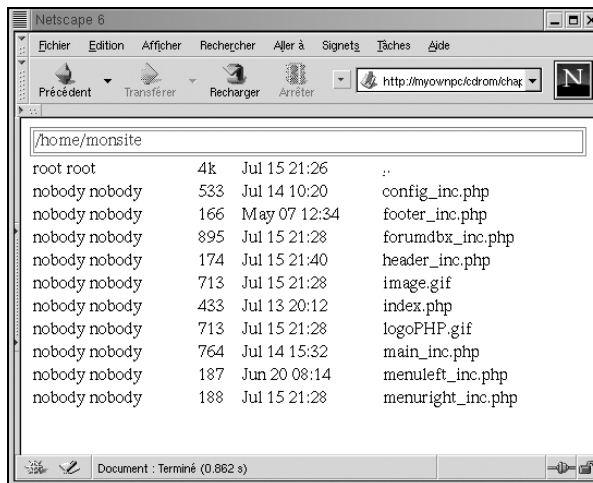 Netscape 6
Fichier Edition Afficher Rechercher Aller à Signets Tâches Aide
Précédent Transférer Recharger Arrêter http://myownpc/cdrom/chap N
/home/monsite
root root 4k Jul 15 21:26 ..
nobody nobody 533 Jul 14 10:20 config_inc.php
nobody nobody 166 May 07 12:34 footer_inc.php
nobody nobody 895 Jul 15 21:28 forumdbx_inc.php
nobody nobody 174 Jul 15 21:40 header_inc.php
nobody nobody 713 Jul 15 21:28 image.gif
nobody nobody 433 Jul 13 20:12 index.php
nobody nobody 713 Jul 15 21:28 logoPHP.gif
nobody nobody 764 Jul 14 15:32 main_inc.php
nobody nobody 187 Jun 20 08:14 menuleft_inc.php
nobody nobody 188 Jul 15 21:28 menuright_inc.php
Document : Terminé (0.862 s)